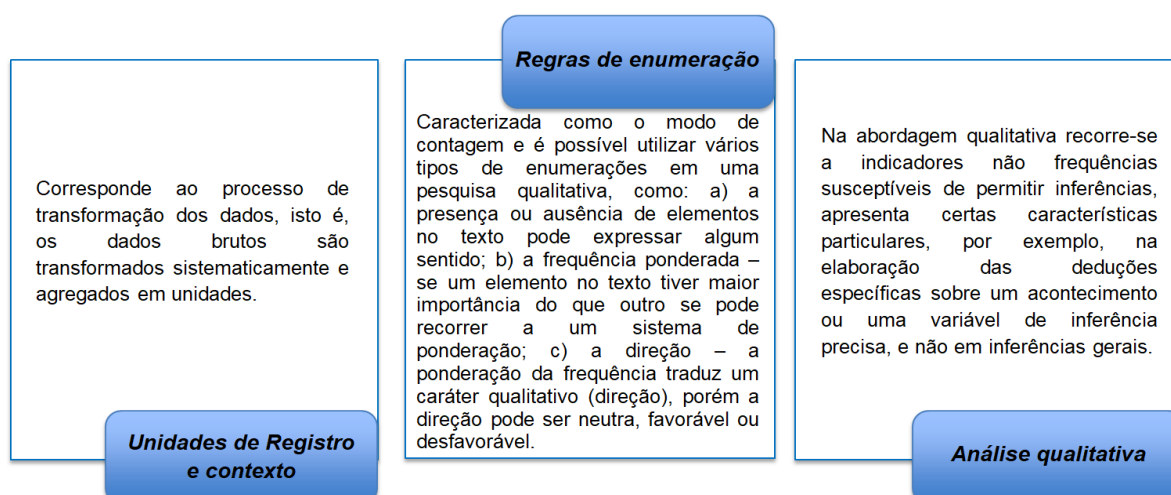 Corresponde ao processo de
transformação dos dados, isto é,
os dados brutos são
transformados sistematicamente e
agregados em unidades.
Unidades de Registro
e contexto
Regras de enumeração
Caracterizada como o modo de
contagem e é possível utilizar vários
tipos de enumerações em uma
pesquisa qualitativa, como: a) a
presença ou ausência de elementos
no texto pode expressar algum
sentido; b) a frequência ponderada –
se um elemento no texto tiver maior
importância do que outro se pode
recorrer a um sistema de
ponderação; c) a direção – a
ponderação da frequência traduz um
caráter qualitativo (direção), porém a
direção pode ser neutra, favorável ou
desfavorável.
Na abordagem qualitativa recorre-se
a indicadores não frequências
susceptíveis de permitir inferências,
apresenta certas características
particulares, por exemplo, na
elaboração das deduções
específicas sobre um acontecimento
ou uma variável de inferência
precisa, e não em inferências gerais.
Análise qualitativa